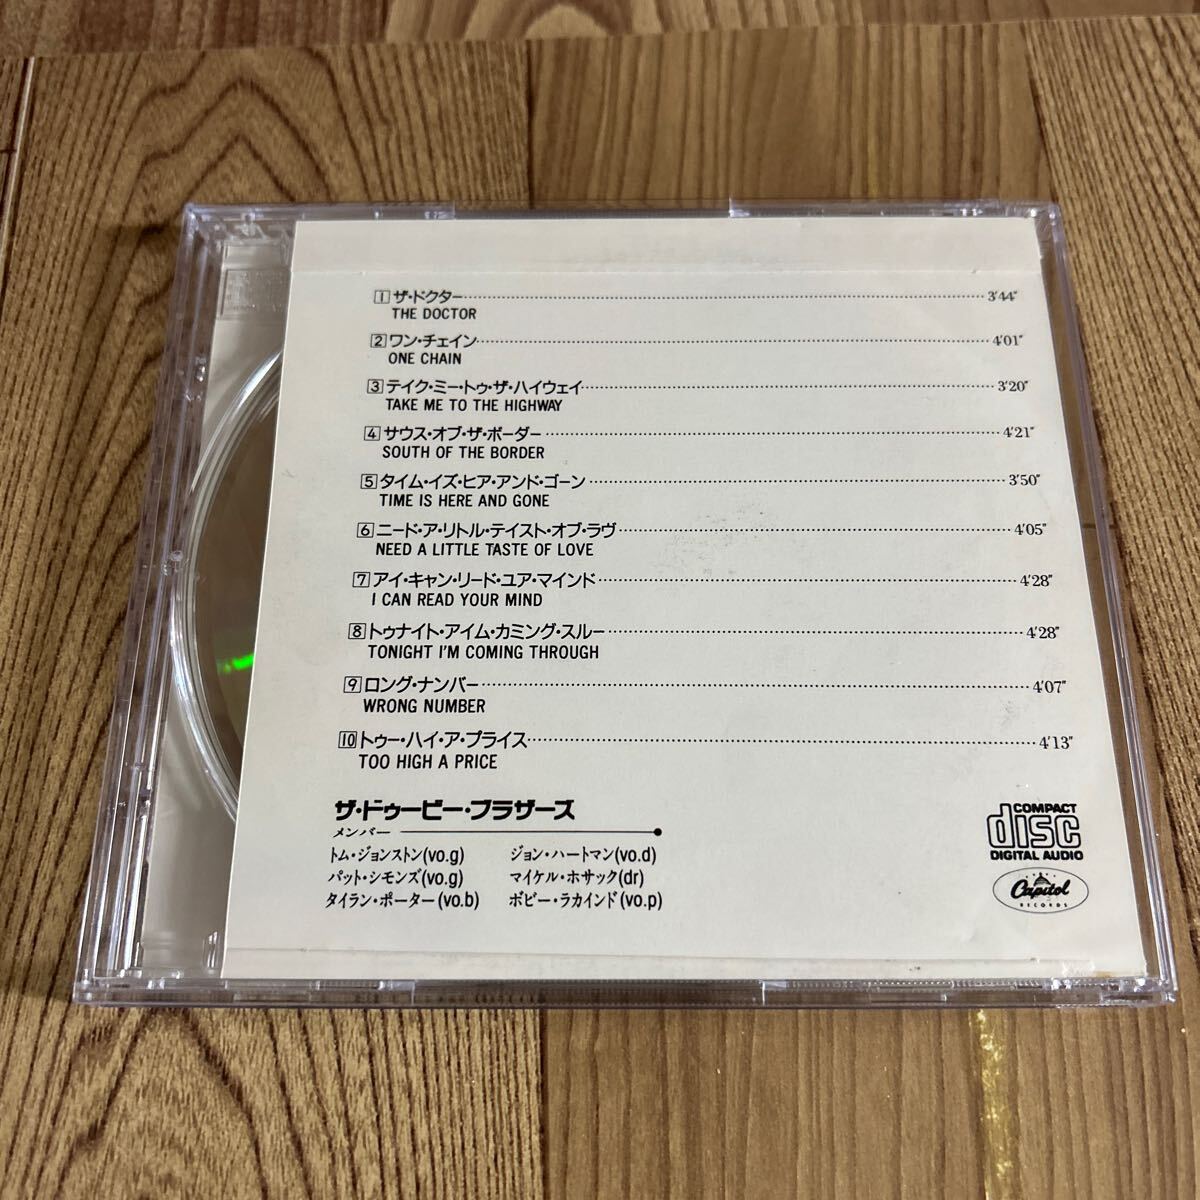 1 ザ・ドクター 3'44"
THE DOCTOR
2 ワン・チェイン 4'01"
ONE CHAIN
3 テイク・ミー・トゥ・ザ・ハイウェイ 3'20"
TAKE ME TO THE HIGHWAY
4 サウス・オブ・ザ・ボーダー 4'21"
SOUTH OF THE BORDER
5 タイム・イズ・ヒア・アンド・ゴーン 3'50"
TIME IS HERE AND GONE
6 ニード・ア・リトル・テイスト・オブ・ラヴ 4'05"
NEED A LITTLE TASTE OF LOVE
7 アイ・キャン・リード・ユア・マインド 4'28"
I CAN READ YOUR MIND
8 トゥナイト・アイム・カミング・スルー 4'28"
TONIGHT I'M COMING THROUGH
9 ロング・ナンバー 4'07"
WRONG NUMBER
10 トゥー・ハイ・ア・プライス 4'13"
TOO HIGH A PRICE
ザ・ドゥービー・ブラザーズ
メンバー
トム・ジョンストン(vo.g) ジョン・ハートマン(vo.d)
パット・シモンズ(vo.g) マイケル・ホサック(dr)
タイラン・ポーター(vo.b) ボビー・ラカインド(vo.p)
COMPACT
disc
DIGITAL AUDIO
Capitol
RECORDS